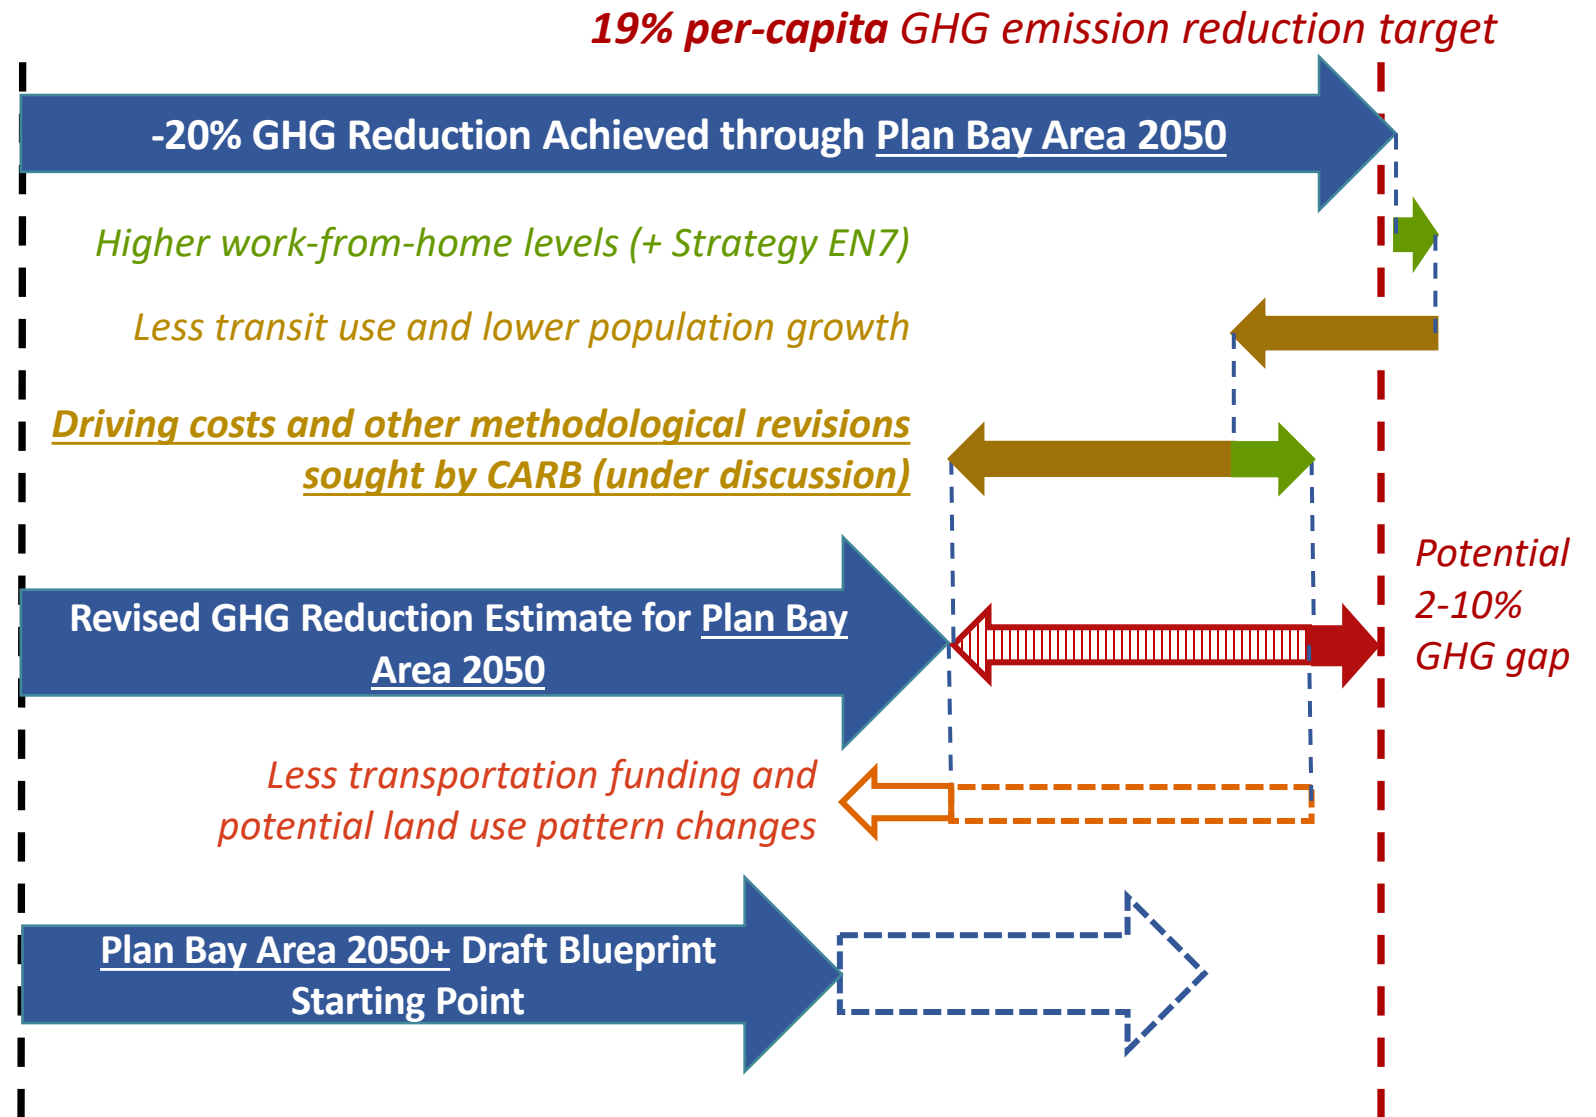 19% per-capita GHG emission reduction target
-20% GHG Reduction Achieved through Plan Bay Area 2050
Higher work-from-home levels (+ Strategy EN7)
Less transit use and lower population growth
Driving costs and other methodological revisions
sought by CARB (under discussion)
Potential
2-10%
GHG gap
Revised GHG Reduction Estimate for Plan Bay
Area 2050
Less transportation funding and
potential land use pattern changes
Plan Bay Area 2050+ Draft Blueprint
Starting Point